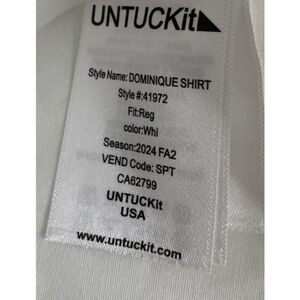 UNTUCKit
Style Name: DOMINIQUE SHIRT
Style #:41972
Fit:Reg
color:Whi
Season:2024 FA2
VEND Code: SPT
CA62799
UNTUCKit
USA
www.untuckit.com